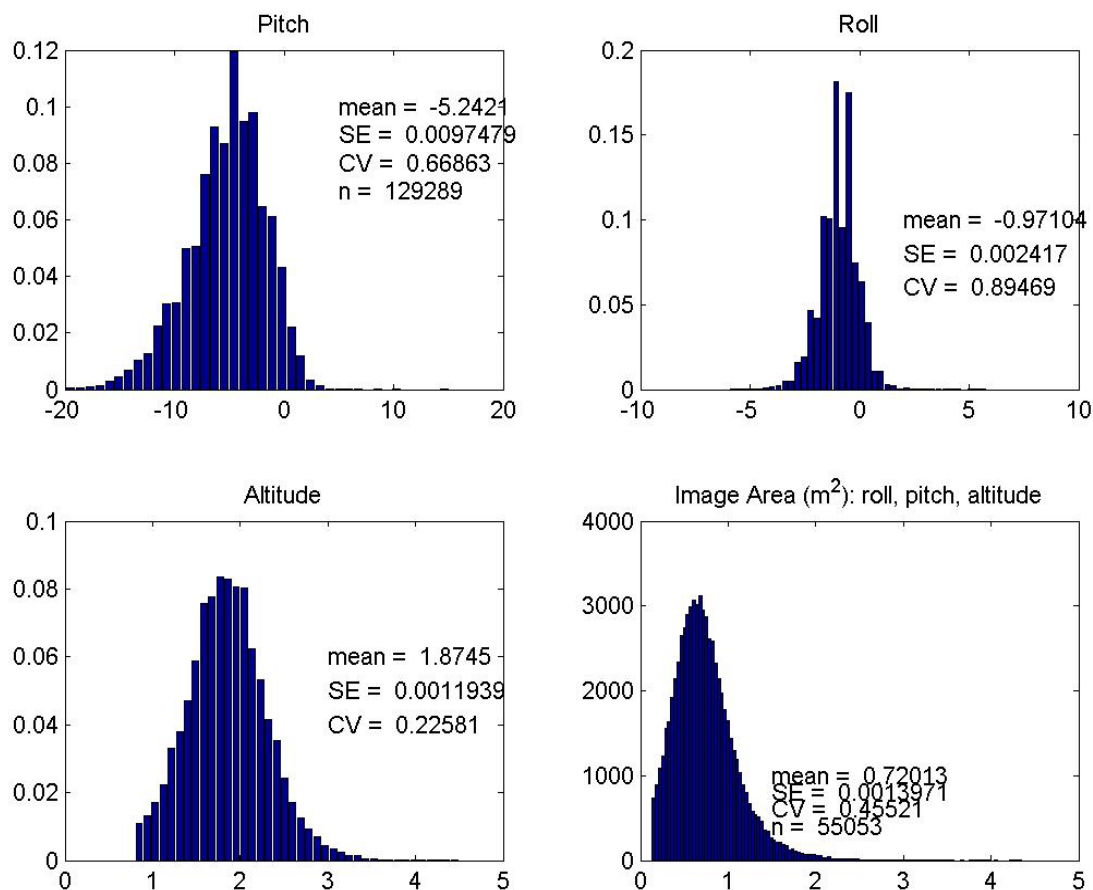 Pitch
0.12
0.1
0.08
0.06
0.04
0.02
0
-20
-10
0
10
20
mean = -5.2421
SE = 0.0097479
CV = 0.66863
n = 129289
Roll
0.2
0.15
0.1
0.05
0
-10
-5
0
5
10
mean = -0.97104
SE = 0.002417
CV = 0.89469
Altitude
0.1
0.08
0.06
0.04
0.02
0
0
1
2
3
4
5
mean = 1.8745
SE = 0.0011939
CV = 0.22581
Image Area (m²): roll, pitch, altitude
4000
3000
2000
1000
0
0
1
2
3
4
5
mean = 0.72013
SE = 0.0013971
CV = 0.45521
n = 55053